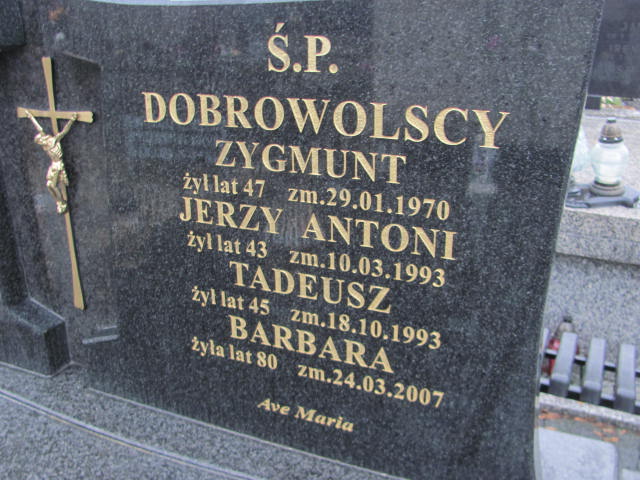 Ś.P.
DOBROWOLSCY
ZYGMUNT
żył lat 47 zm.29.01.1970
JERZY ANTONI
żył lat 43 zm.10.03.1993
TADEUSZ
żył lat 45 zm.18.10.1993
BARBARA
żyła lat 80 zm.24.03.2007
Ave Maria